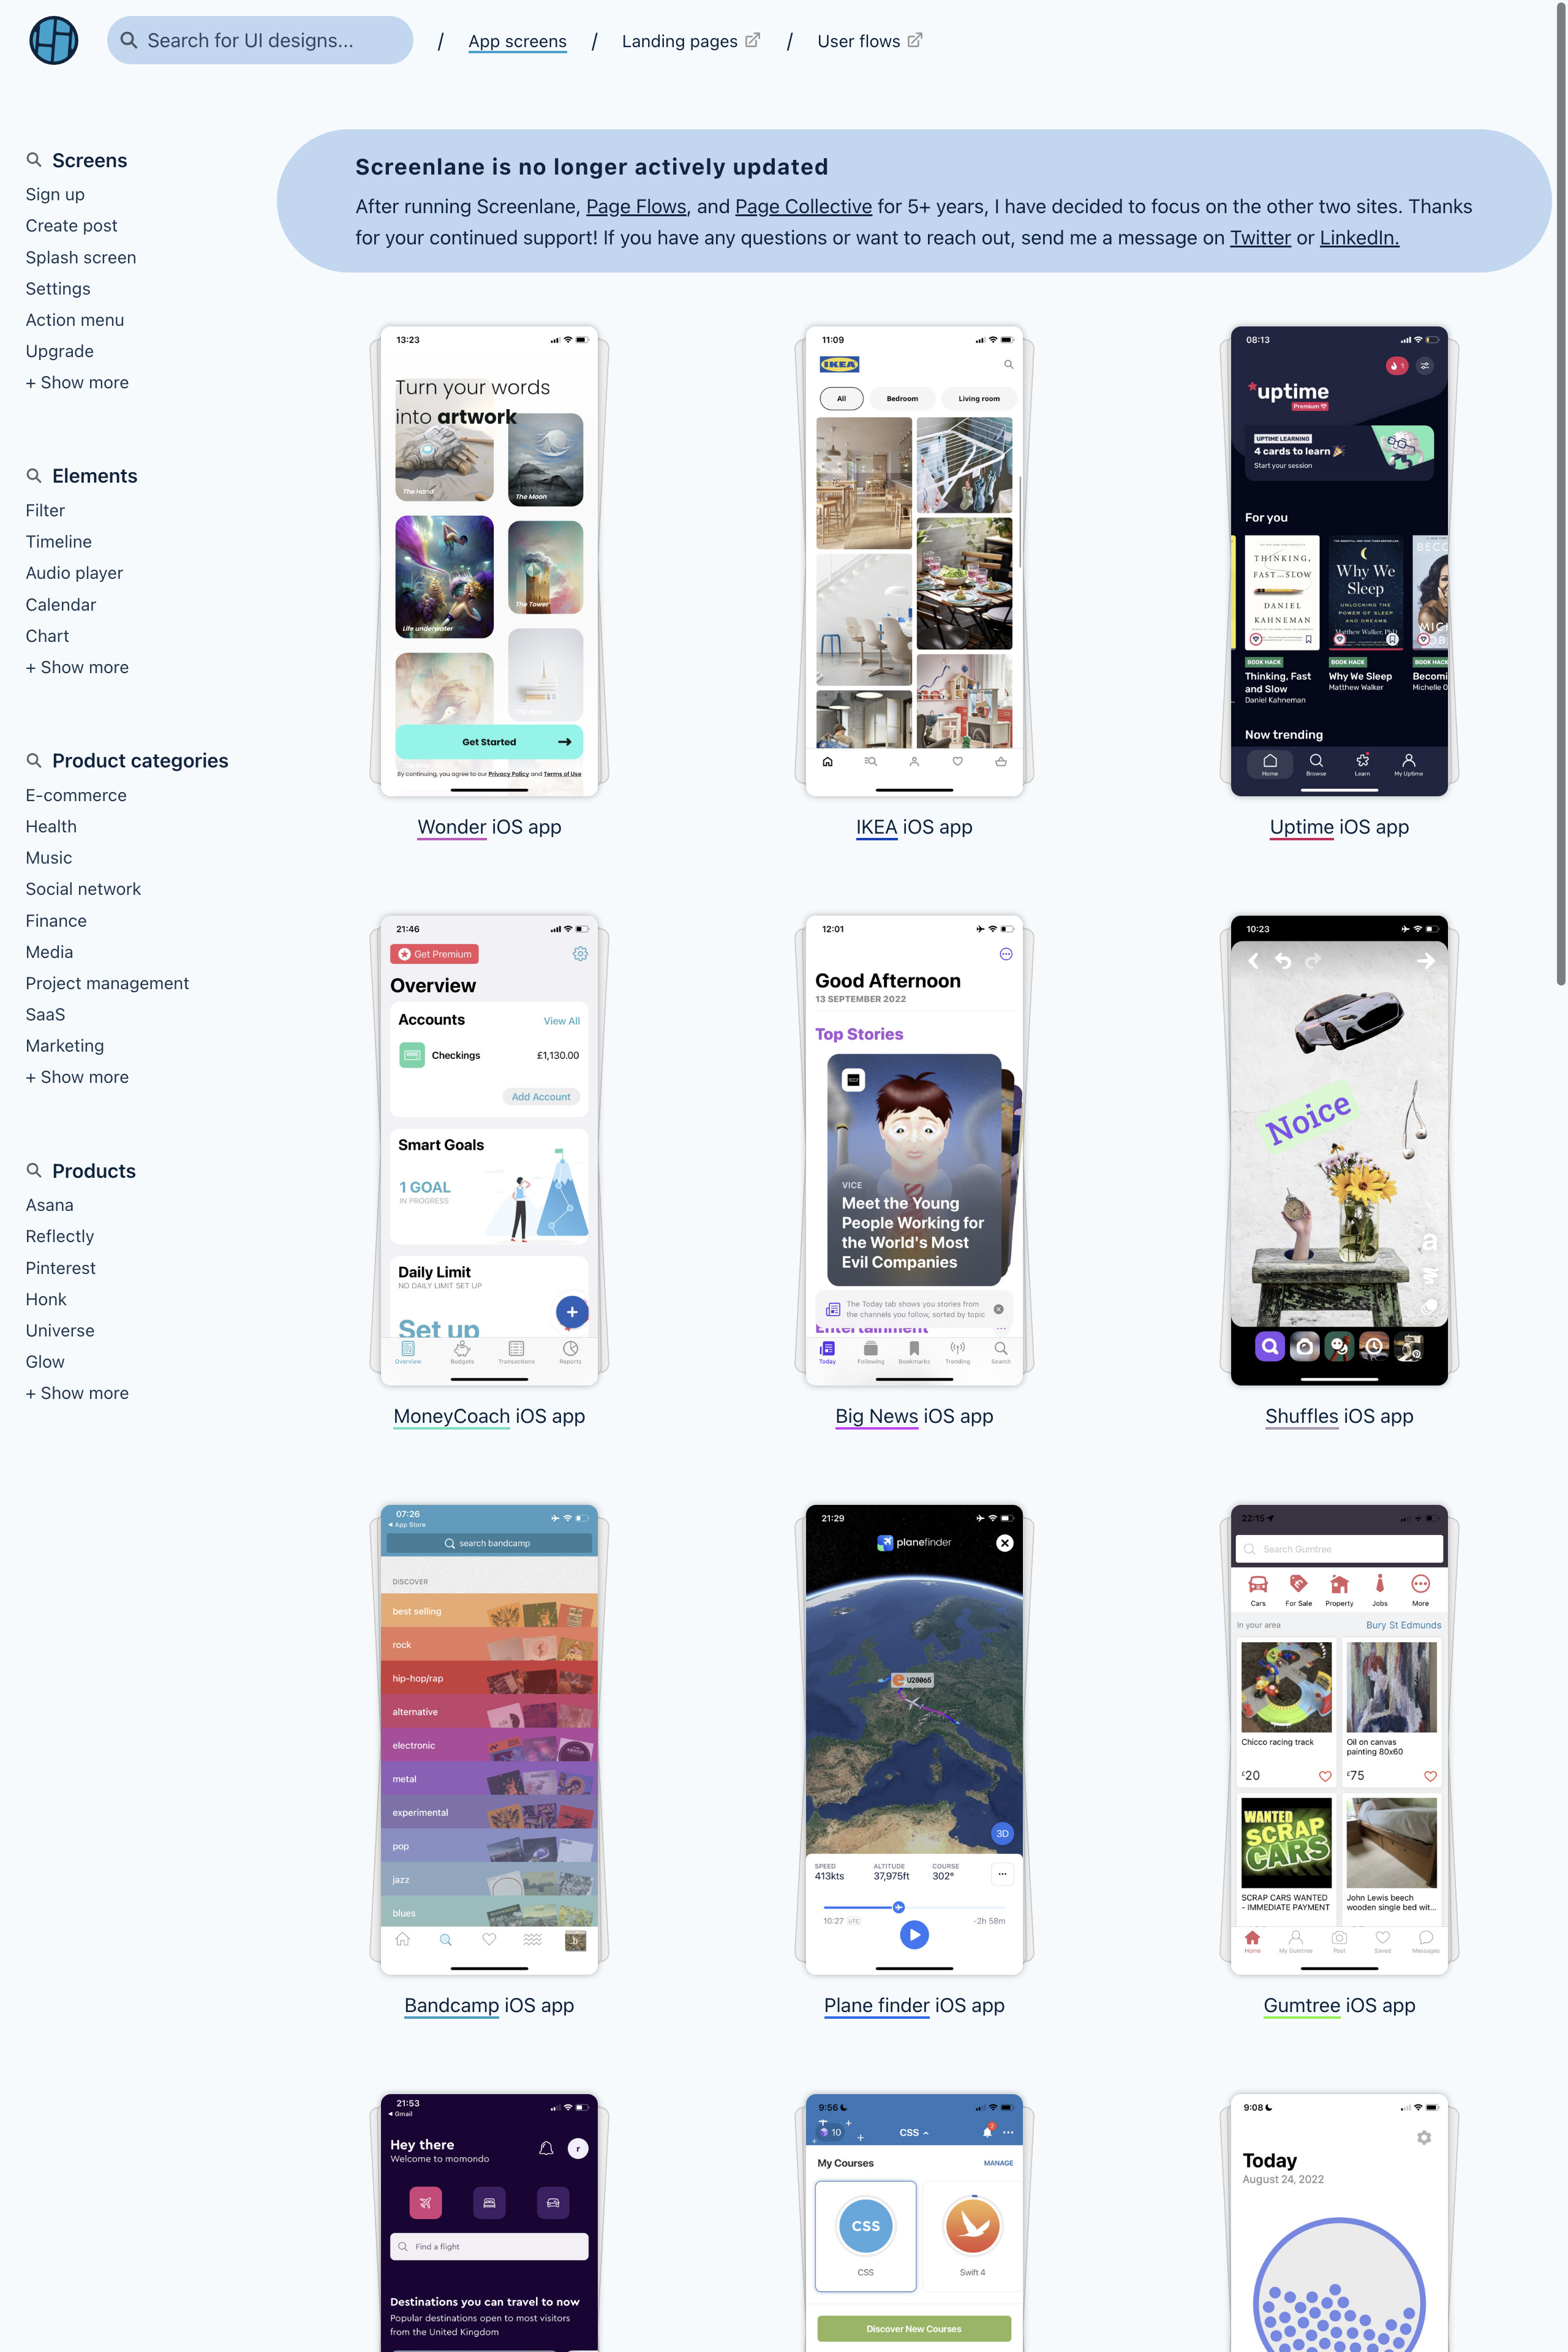 Search for UI designs...
/ App screens / Landing pages / User flows
Screens
Sign up
Create post
Splash screen
Settings
Action menu
Upgrade
+ Show more
Elements
Filter
Timeline
Audio player
Calendar
Chart
+ Show more
Product categories
E-commerce
Health
Music
Social network
Finance
Media
Project management
SaaS
Marketing
+ Show more
Products
Asana
Reflectly
Pinterest
Honk
Universe
Glow
+ Show more
Screenlane is no longer actively updated
After running Screenlane, Page Flows, and Page Collective for 5+ years, I have decided to focus on the other two sites. Thanks
for your continued support! If you have any questions or want to reach out, send me a message on Twitter or LinkedIn.
13:23
Turn your words
into artwork
The Hand
The Moon
Life underwater
The Tower
Get Started
By continuing, you agree to our Privacy Policy and Terms of Use
Wonder iOS app
11:09
IKEA
All
Bedroom
Living room
IKEA iOS app
08:13
1
uptime
Premium
UPTIME LEARNING
4 cards to learn
Start your session
For you
THINKING,
FAST AND SLOW
DANIEL
KAHNEMAN
Why We
Sleep
UNLOCKING THE
POWER OF SLEEP
AND DREAMS
Matthew Walker, PhD
BOOK HACK
Thinking, Fast
and Slow
Daniel Kahneman
BOOK HACK
Why We Sleep
Matthew Walker
BOOK HACK
Becomi
Michelle O
Now trending
Home
Browse
Learn
My Uptime
Uptime iOS app
21:46
Get Premium
Overview
Accounts
View All
Checkings
£1,130.00
Add Account
Smart Goals
1 GOAL
IN PROGRESS
Daily Limit
NO DAILY LIMIT SET UP
Set up
Overview
Budgets
Transactions
Reports
MoneyCoach iOS app
12:01
Good Afternoon
13 SEPTEMBER 2022
Top Stories
VICE
Meet the Young
People Working for
the World's Most
Evil Companies
The Today tab shows you stories from
the channels you follow, sorted by topic
Entertainment
Today
Following
Bookmarks
Trending
Search
Big News iOS app
10:23
Noice
a
Shuffles iOS app
07:26
App Store
search bandcamp
DISCOVER
best selling
rock
hip-hop/rap
alternative
electronic
metal
experimental
pop
jazz
blues
Bandcamp iOS app
21:29
planefinder
U28065
3D
SPEED
413kts
ALTITUDE
37,975ft
COURSE
302°
10:27 UTC
-2h 58m
Plane finder iOS app
22:15
Search Gumtree
Cars
For Sale
Property
Jobs
More
In your area
Bury St Edmunds
Chicco racing track
£20
Oil on canvas
painting 80x60
£75
WANTED
SCRAP
CARS
SCRAP CARS WANTED
- IMMEDIATE PAYMENT
John Lewis beech
wooden single bed wit...
Home
My Gumtree
Post
Saved
Messages
Gumtree iOS app
21:53
Gmail
Hey there
Welcome to momondo
r
Find a flight
Destinations you can travel to now
Popular destinations open to most visitors
from the United Kingdom
9:56
10
CSS
2
My Courses
MANAGE
CSS
CSS
Swift 4
Discover New Courses
9:08
Today
August 24, 2022